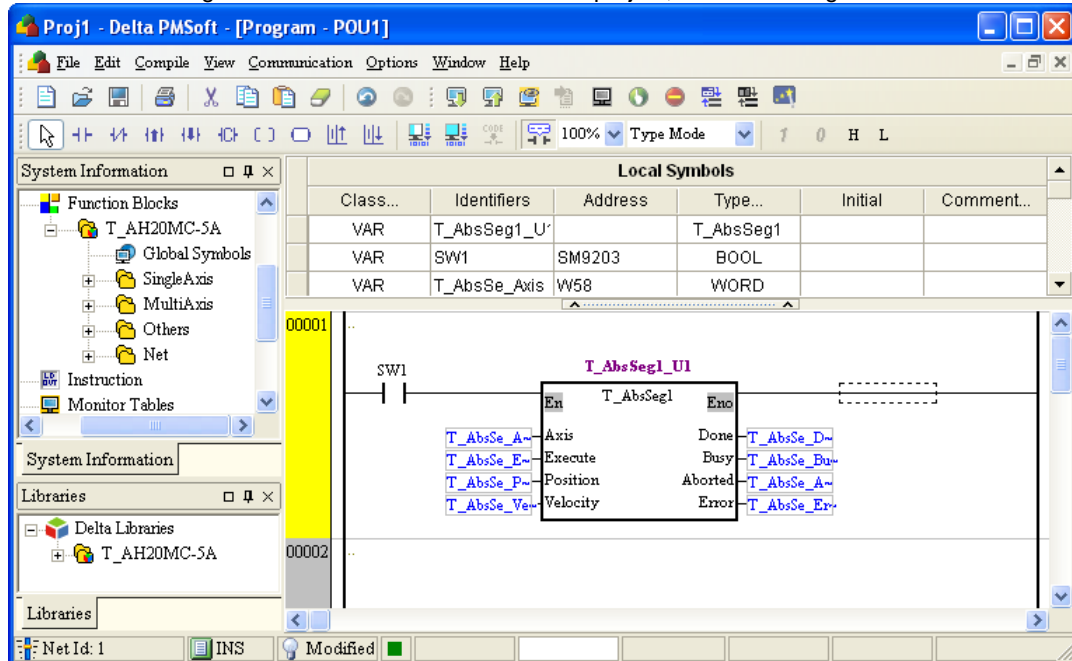 Proj1 - Delta PMSoft - [Program - POU1]
File Edit Compile View Communication Options Window Help
100% Type Mode 1 0 H L
System Information
Function Blocks
T_AH20MC-5A
Global Symbols
SingleAxis
MultiAxis
Others
Net
Instruction
Monitor Tables
System Information
Libraries
Delta Libraries
T_AH20MC-5A
Libraries
Local Symbols
Class... Identifiers Address Type... Initial Comment...
VAR T_AbsSeg1_U1 T_AbsSeg1
VAR SW1 SM9203 BOOL
VAR T_AbsSe_Axis W58 WORD
00001
SW1
T_AbsSeg1_U1
T_AbsSeg1
En Eno
T_AbsSe_A~ Axis Done T_AbsSe_D~
T_AbsSe_E~ Execute Busy T_AbsSe_Bu~
T_AbsSe_P~ Position Aborted T_AbsSe_A~
T_AbsSe_Ve~ Velocity Error T_AbsSe_Er~
00002
Net Id: 1 INS Modified